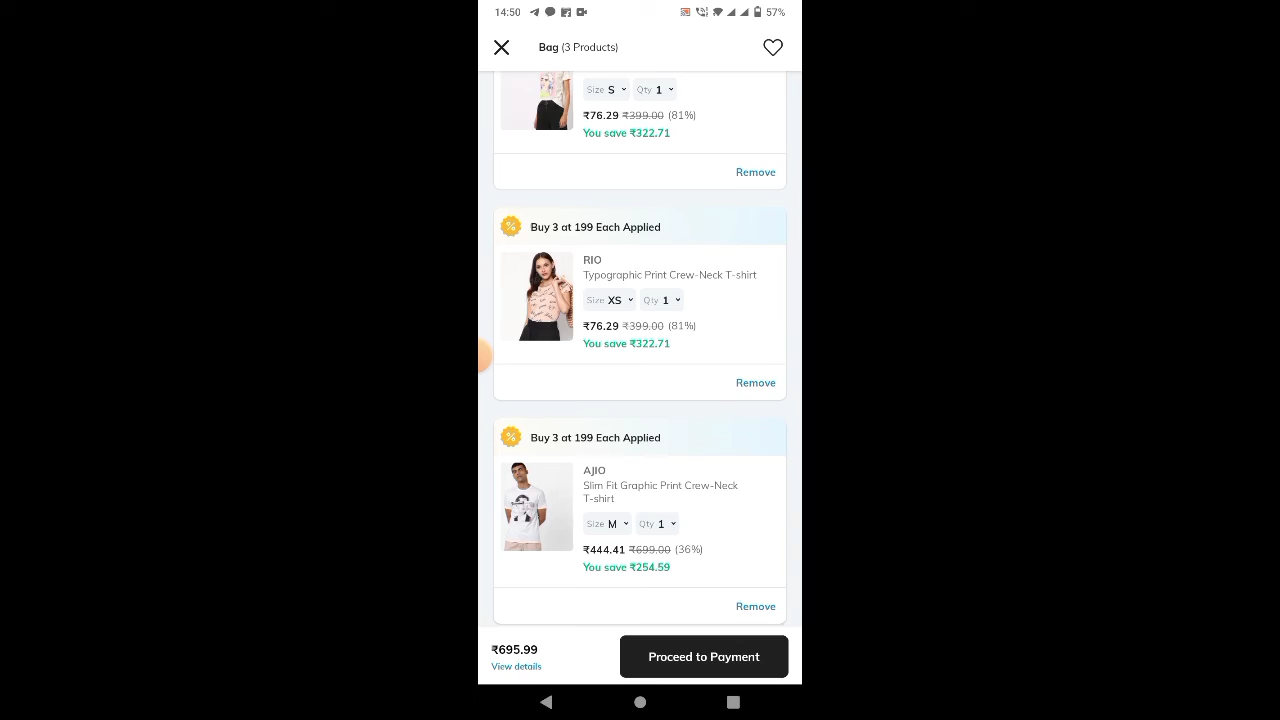 14:50 57%
Bag (3 Products)
Size S Qty 1
₹76.29 ₹399.00 (81%)
You save ₹322.71
Remove
Buy 3 at 199 Each Applied
RIO
Typographic Print Crew-Neck T-shirt
Size XS Qty 1
₹76.29 ₹399.00 (81%)
You save ₹322.71
Remove
Buy 3 at 199 Each Applied
AJIO
Slim Fit Graphic Print Crew-Neck
T-shirt
Size M Qty 1
₹444.41 ₹699.00 (36%)
You save ₹254.59
Remove
₹695.99
View details
Proceed to Payment